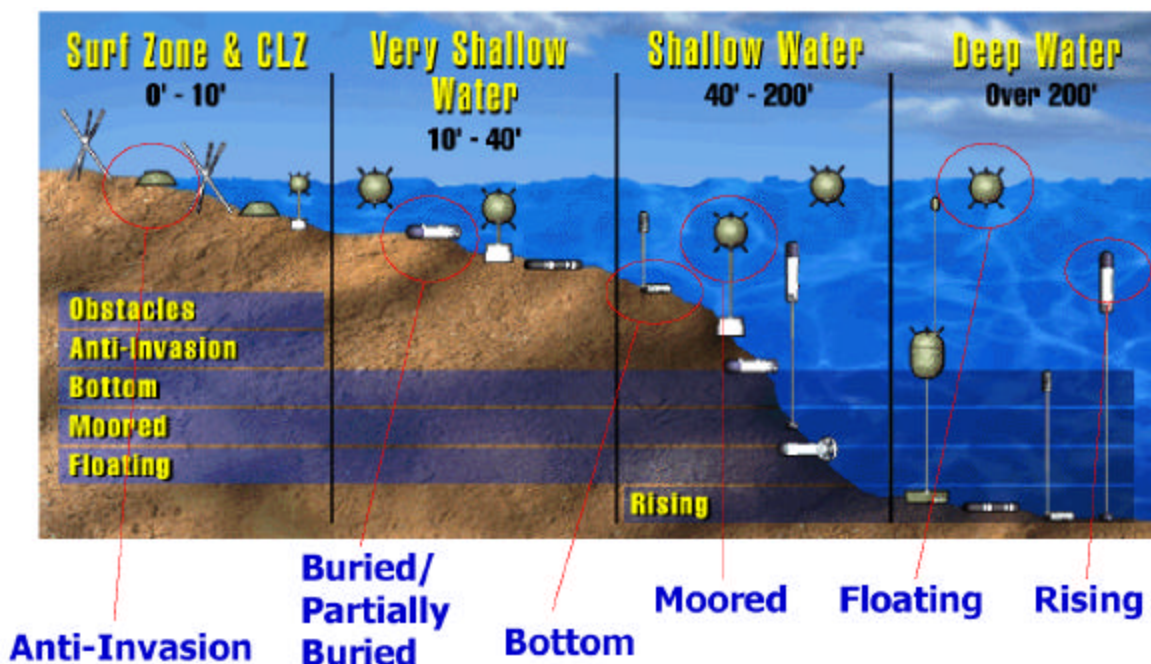 Surf Zone & CLZ
0' - 10'
Very Shallow
Water
10' - 40'
Shallow Water
40' - 200'
Deep Water
Over 200'
Obstacles
Anti-Invasion
Bottom
Moored
Floating
Rising
Anti-Invasion
Buried/
Partially
Buried
Bottom
Moored
Floating
Rising